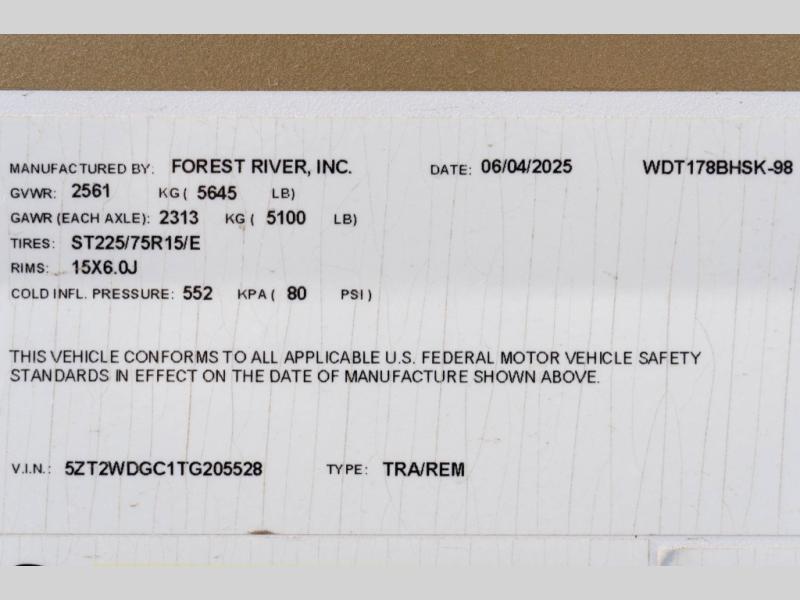 MANUFACTURED BY: FOREST RIVER, INC. DATE: 06/04/2025 WDT178BHSK-98
GVWR: 2561 KG ( 5645 LB)
GAWR (EACH AXLE): 2313 KG ( 5100 LB)
TIRES: ST225/75R15/E
RIMS: 15X6.0J
COLD INFL. PRESSURE: 552 KPA ( 80 PSI )
THIS VEHICLE CONFORMS TO ALL APPLICABLE U.S. FEDERAL MOTOR VEHICLE SAFETY
STANDARDS IN EFFECT ON THE DATE OF MANUFACTURE SHOWN ABOVE.
V.I.N.: 5ZT2WDGC1TG205528 TYPE: TRA/REM